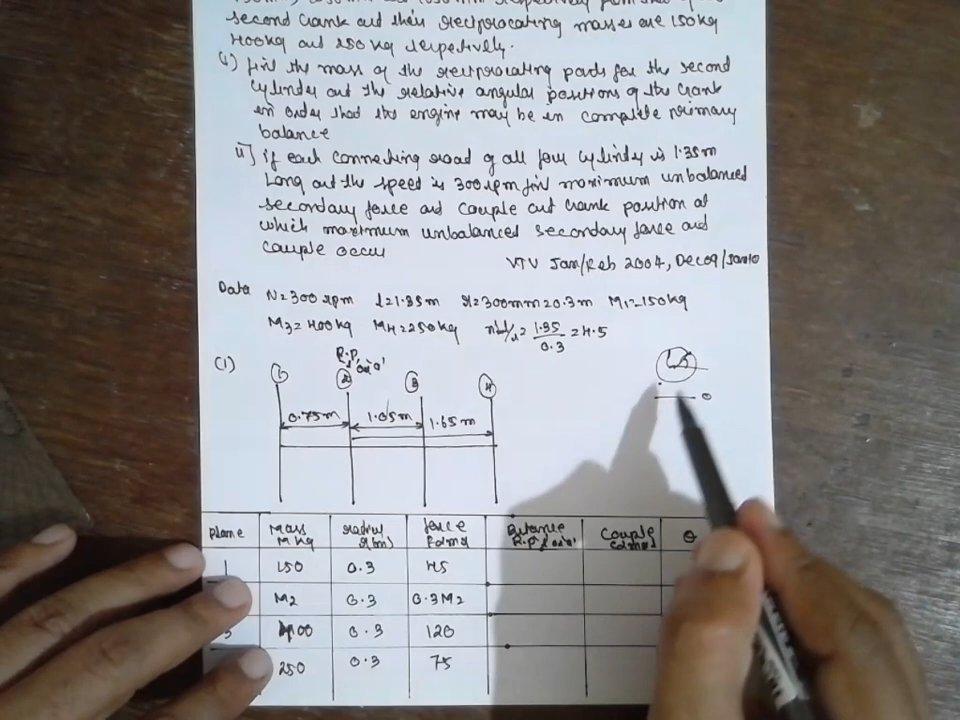 second crank and their reciprocating masses are 150kg
400kg and 250 kg respectively.
(i) find the mass of the reciprocating parts for the second
cylinder and the relative angular positions of the crank
in order that the engine may be in complete primary
balance
ii] if each connecting road of all four cylinder is 1.35m
Long and the speed is 300rpm find maximum unbalanced
secondary force and couple and crank position at
which maximum unbalanced secondary force and
couple occur
VTU Jan/Feb 2004, Dec09/Jan10
Data N=300 rpm l=1.35m r=300mm=0.3m M1=150kg
M3=400kg M4=250kg n=l/r=1.35/0.3=4.5
(1) R.P, or 'o'
1 2 3 4
0.75m 1.05m 1.65m
θ
Plane Mass M kg radius r(m) force Fdmr Distance R.P, or 'o' Couple θ
1 150 0.3 45
M2 0.3 0.3M2
3 400 0.3 120
250 0.3 75